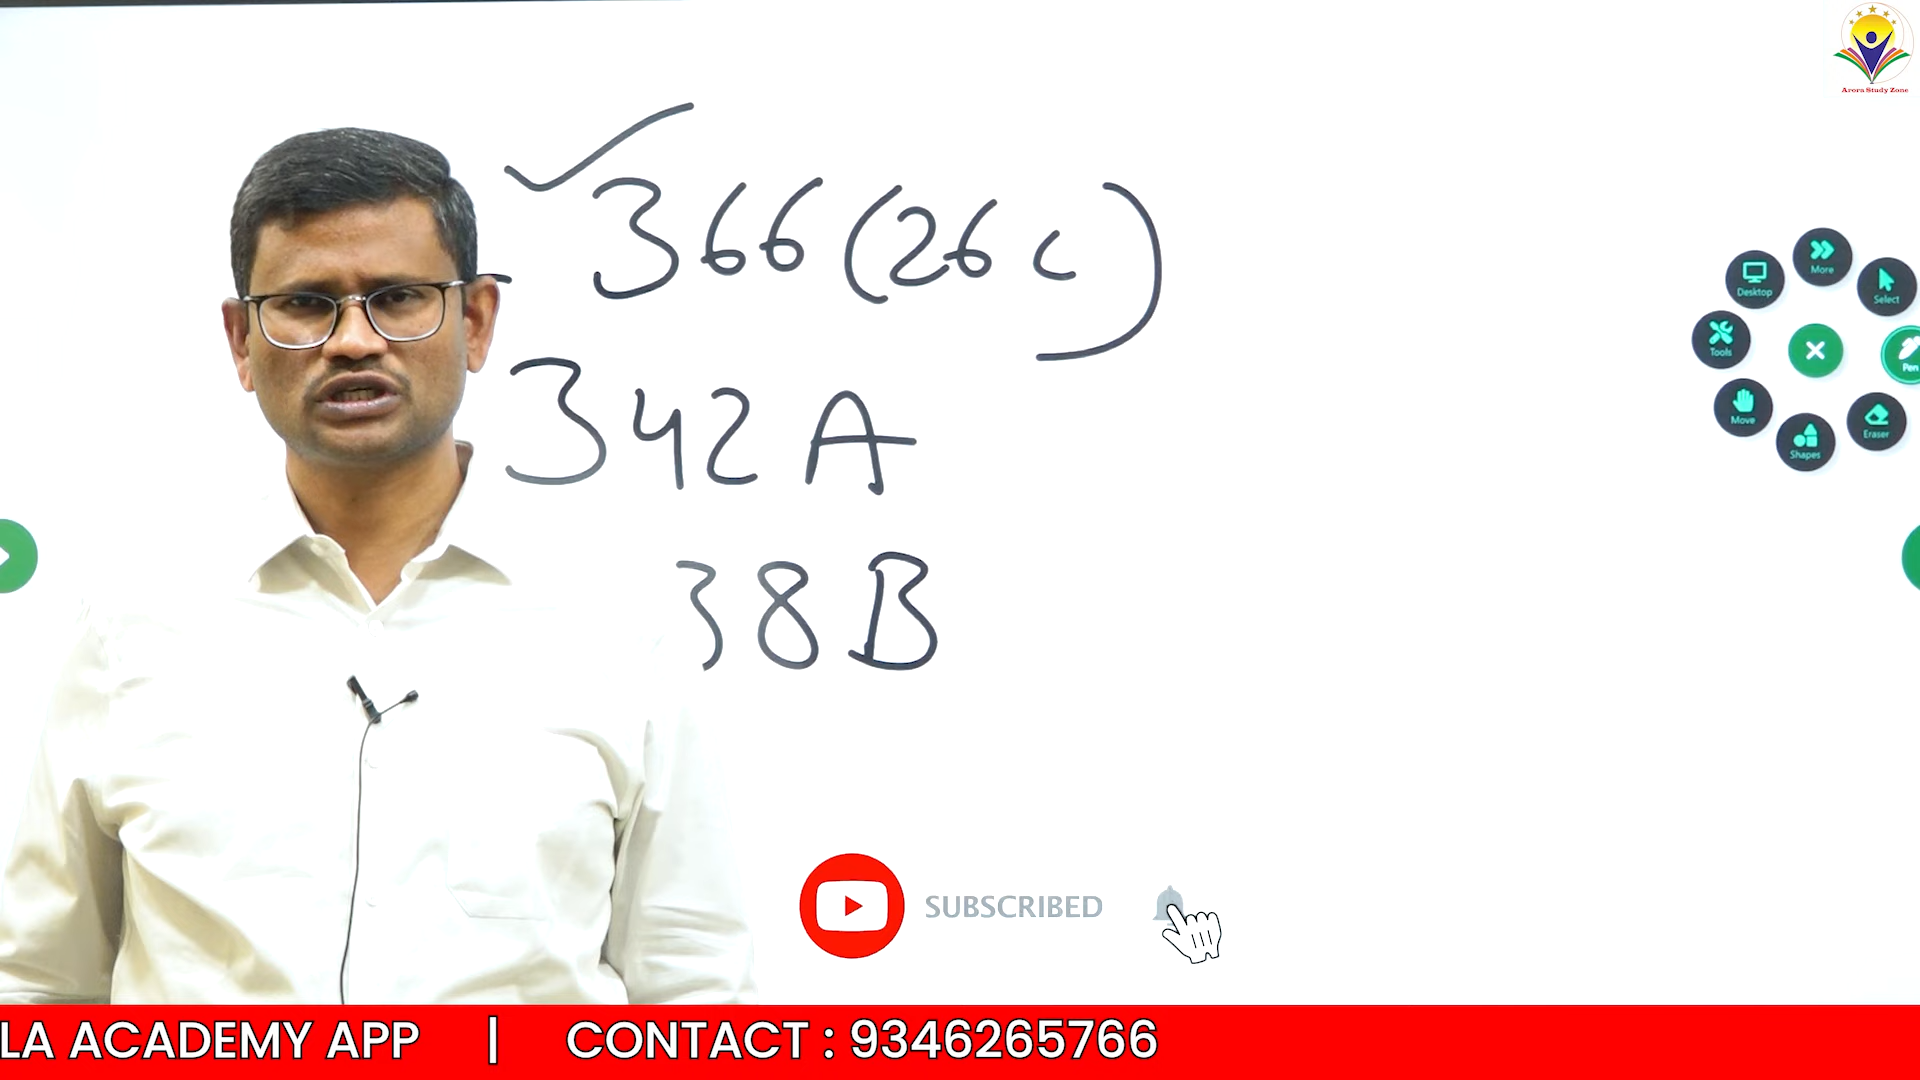 Arora Study Zone
366 (26 c)
342 A
38 B
More
Desktop
Select
Tools
Pen
Move
Eraser
Shapes
SUBSCRIBED
LA ACADEMY APP | CONTACT : 9346265766